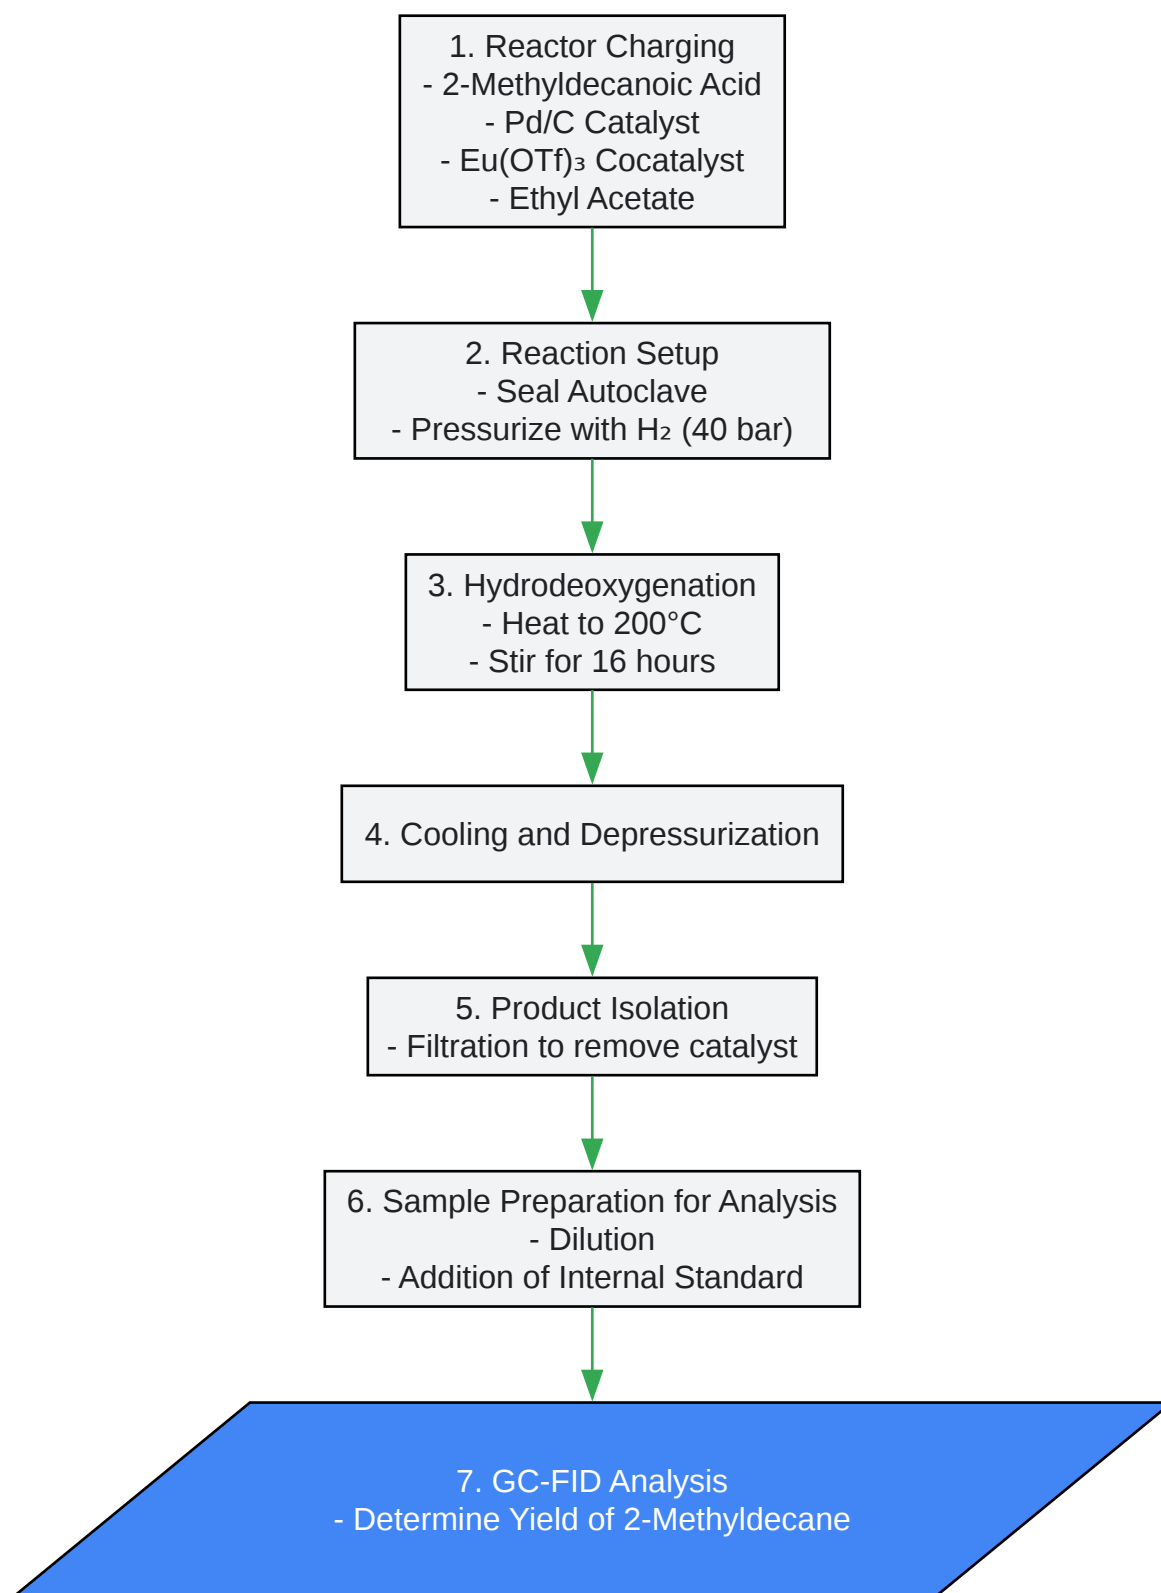 1. Reactor Charging
- 2-Methyldecanoic Acid
- Pd/C Catalyst
- Eu(OTf)₃ Cocatalyst
- Ethyl Acetate
2. Reaction Setup
- Seal Autoclave
- Pressurize with H₂ (40 bar)
3. Hydrodeoxygenation
- Heat to 200°C
- Stir for 16 hours
4. Cooling and Depressurization
5. Product Isolation
- Filtration to remove catalyst
6. Sample Preparation for Analysis
- Dilution
- Addition of Internal Standard
7. GC-FID Analysis
- Determine Yield of 2-Methyldecane